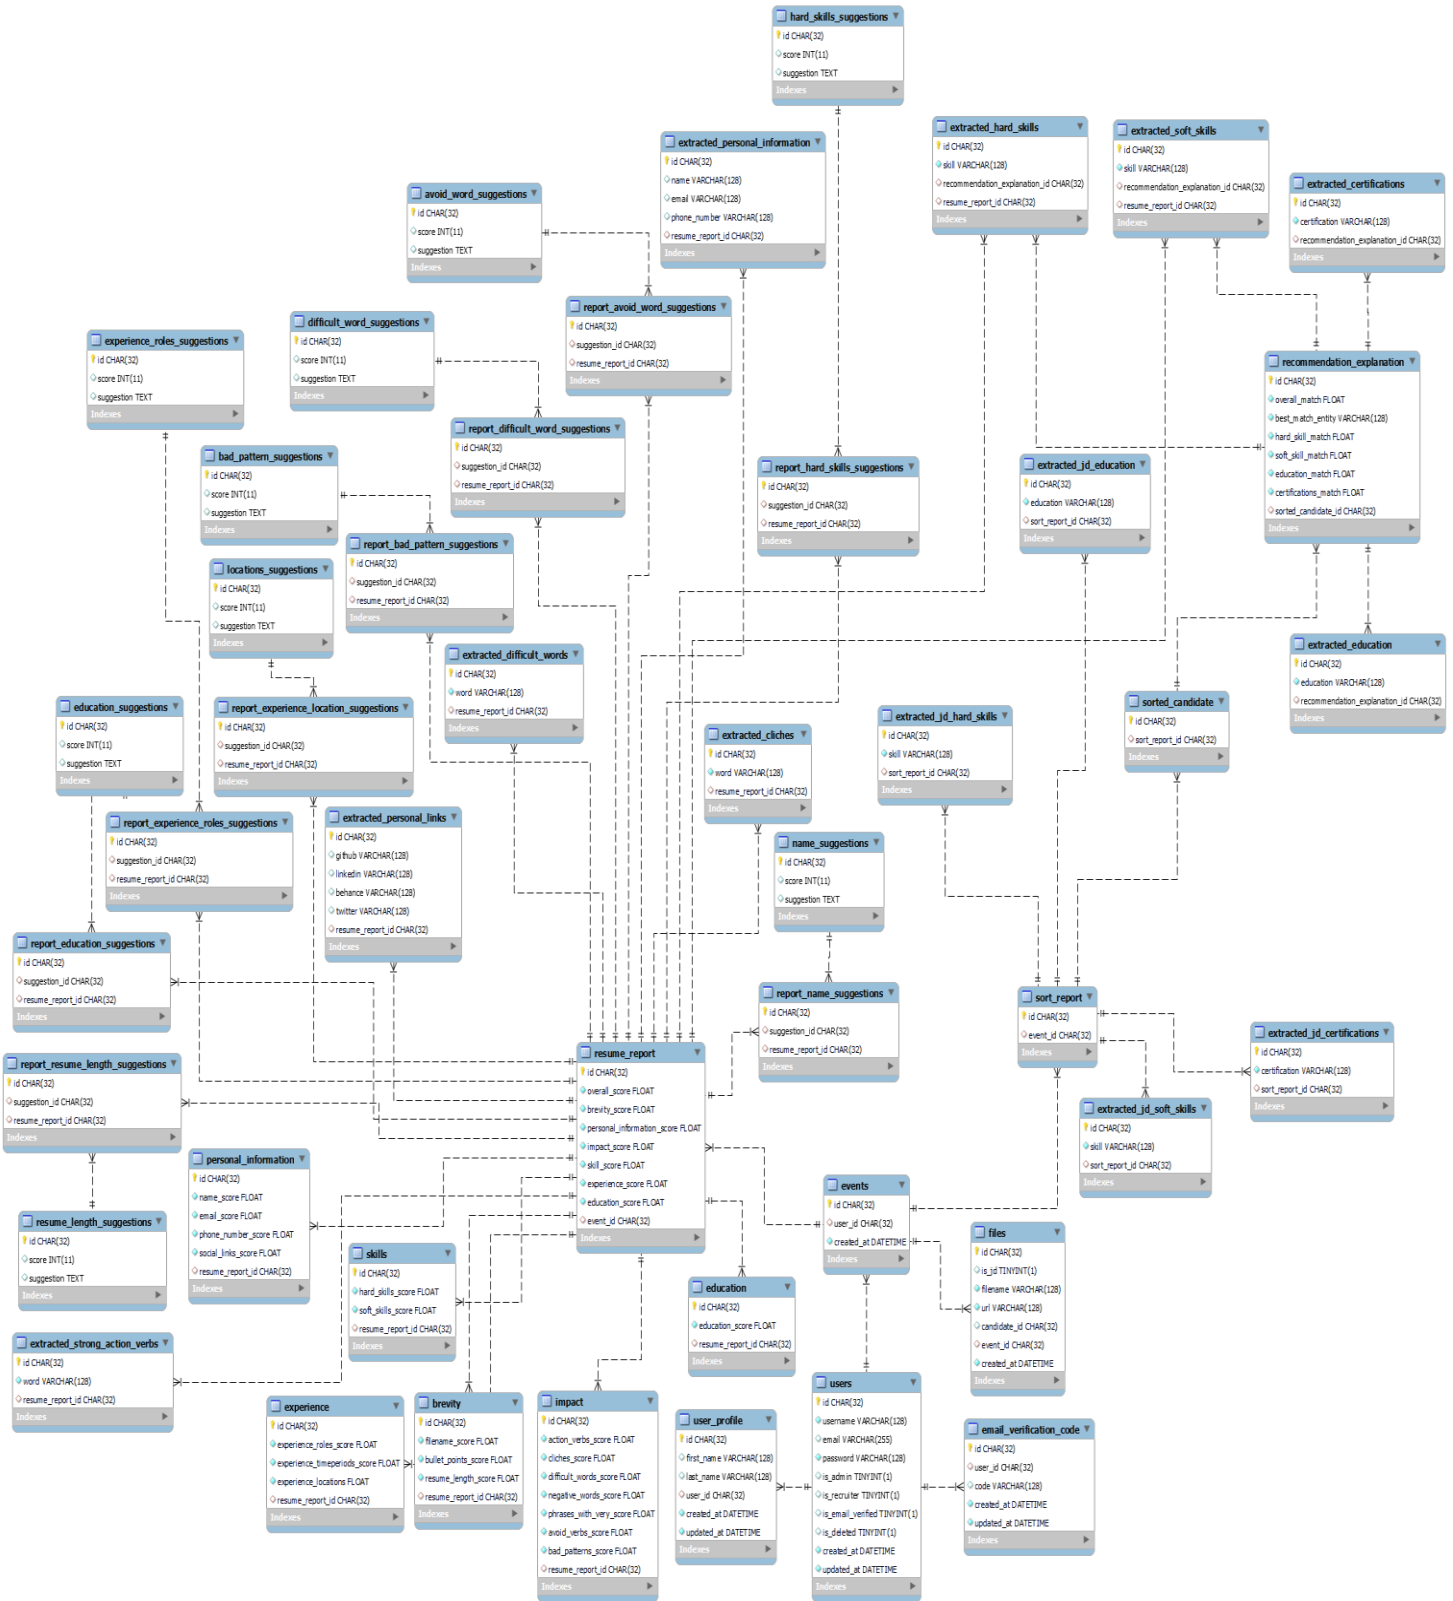 hard_skills_suggestions
id CHAR(32)
score INT(11)
suggestion TEXT
Indexes
extracted_hard_skills
id CHAR(32)
skill VARCHAR(128)
recommendation_explanation_id CHAR(32)
resume_report_id CHAR(32)
Indexes
extracted_soft_skills
id CHAR(32)
skill VARCHAR(128)
recommendation_explanation_id CHAR(32)
resume_report_id CHAR(32)
Indexes
extracted_personal_information
id CHAR(32)
name VARCHAR(128)
email VARCHAR(128)
phone_number VARCHAR(128)
resume_report_id CHAR(32)
Indexes
extracted_certifications
id CHAR(32)
certification VARCHAR(128)
recommendation_explanation_id CHAR(32)
Indexes
avoid_word_suggestions
id CHAR(32)
score INT(11)
suggestion TEXT
Indexes
report_avoid_word_suggestions
id CHAR(32)
suggestion_id CHAR(32)
resume_report_id CHAR(32)
Indexes
difficult_word_suggestions
id CHAR(32)
score INT(11)
suggestion TEXT
Indexes
experience_roles_suggestions
id CHAR(32)
score INT(11)
suggestion TEXT
Indexes
recommendation_explanation
id CHAR(32)
overall_match FLOAT
best_match_entity VARCHAR(128)
hard_skill_match FLOAT
soft_skill_match FLOAT
education_match FLOAT
certifications_match FLOAT
sorted_candidate_id CHAR(32)
Indexes
report_difficult_word_suggestions
id CHAR(32)
suggestion_id CHAR(32)
resume_report_id CHAR(32)
Indexes
bad_pattern_suggestions
id CHAR(32)
score INT(11)
suggestion TEXT
Indexes
report_hard_skills_suggestions
id CHAR(32)
suggestion_id CHAR(32)
resume_report_id CHAR(32)
Indexes
extracted_jd_education
id CHAR(32)
education VARCHAR(128)
sort_report_id CHAR(32)
Indexes
report_bad_pattern_suggestions
id CHAR(32)
suggestion_id CHAR(32)
resume_report_id CHAR(32)
Indexes
locations_suggestions
id CHAR(32)
score INT(11)
suggestion TEXT
Indexes
extracted_difficult_words
id CHAR(32)
word VARCHAR(128)
resume_report_id CHAR(32)
Indexes
extracted_education
id CHAR(32)
education VARCHAR(128)
recommendation_explanation_id CHAR(32)
Indexes
education_suggestions
id CHAR(32)
score INT(11)
suggestion TEXT
Indexes
report_experience_location_suggestions
id CHAR(32)
suggestion_id CHAR(32)
resume_report_id CHAR(32)
Indexes
sorted_candidate
id CHAR(32)
sort_report_id CHAR(32)
Indexes
extracted_jd_hard_skills
id CHAR(32)
skill VARCHAR(128)
sort_report_id CHAR(32)
Indexes
extracted_cliches
id CHAR(32)
word VARCHAR(128)
resume_report_id CHAR(32)
Indexes
report_experience_roles_suggestions
id CHAR(32)
suggestion_id CHAR(32)
resume_report_id CHAR(32)
Indexes
extracted_personal_links
id CHAR(32)
github VARCHAR(128)
linkedin VARCHAR(128)
behance VARCHAR(128)
twitter VARCHAR(128)
resume_report_id CHAR(32)
Indexes
name_suggestions
id CHAR(32)
score INT(11)
suggestion TEXT
Indexes
report_education_suggestions
id CHAR(32)
suggestion_id CHAR(32)
resume_report_id CHAR(32)
Indexes
report_name_suggestions
id CHAR(32)
suggestion_id CHAR(32)
resume_report_id CHAR(32)
Indexes
sort_report
id CHAR(32)
event_id CHAR(32)
Indexes
extracted_jd_certifications
id CHAR(32)
certification VARCHAR(128)
sort_report_id CHAR(32)
Indexes
resume_report
id CHAR(32)
overall_score FLOAT
brevity_score FLOAT
personal_information_score FLOAT
impact_score FLOAT
skill_score FLOAT
experience_score FLOAT
education_score FLOAT
event_id CHAR(32)
Indexes
report_resume_length_suggestions
id CHAR(32)
suggestion_id CHAR(32)
resume_report_id CHAR(32)
Indexes
extracted_jd_soft_skills
id CHAR(32)
skill VARCHAR(128)
sort_report_id CHAR(32)
Indexes
personal_information
id CHAR(32)
name_score FLOAT
email_score FLOAT
phone_number_score FLOAT
social_links_score FLOAT
resume_report_id CHAR(32)
Indexes
events
id CHAR(32)
user_id CHAR(32)
created_at DATETIME
Indexes
resume_length_suggestions
id CHAR(32)
score INT(11)
suggestion TEXT
Indexes
files
id CHAR(32)
is_jd TINYINT(1)
filename VARCHAR(128)
url VARCHAR(128)
candidate_id CHAR(32)
event_id CHAR(32)
created_at DATETIME
Indexes
skills
id CHAR(32)
hard_skills_score FLOAT
soft_skills_score FLOAT
resume_report_id CHAR(32)
Indexes
education
id CHAR(32)
education_score FLOAT
resume_report_id CHAR(32)
Indexes
extracted_strong_action_verbs
id CHAR(32)
word VARCHAR(128)
resume_report_id CHAR(32)
Indexes
users
id CHAR(32)
username VARCHAR(128)
email VARCHAR(255)
password VARCHAR(128)
is_admin TINYINT(1)
is_recruiter TINYINT(1)
is_email_verified TINYINT(1)
is_deleted TINYINT(1)
created_at DATETIME
updated_at DATETIME
Indexes
experience
id CHAR(32)
experience_roles_score FLOAT
experience_timeperiods_score FLOAT
experience_locations FLOAT
resume_report_id CHAR(32)
Indexes
brevity
id CHAR(32)
filename_score FLOAT
bullet_points_score FLOAT
resume_length_score FLOAT
resume_report_id CHAR(32)
Indexes
impact
id CHAR(32)
action_verbs_score FLOAT
cliches_score FLOAT
difficult_words_score FLOAT
negative_words_score FLOAT
phrases_with_very_score FLOAT
avoid_verbs_score FLOAT
bad_patterns_score FLOAT
resume_report_id CHAR(32)
Indexes
user_profile
id CHAR(32)
first_name VARCHAR(128)
last_name VARCHAR(128)
user_id CHAR(32)
created_at DATETIME
updated_at DATETIME
Indexes
email_verification_code
id CHAR(32)
user_id CHAR(32)
code VARCHAR(128)
created_at DATETIME
updated_at DATETIME
Indexes